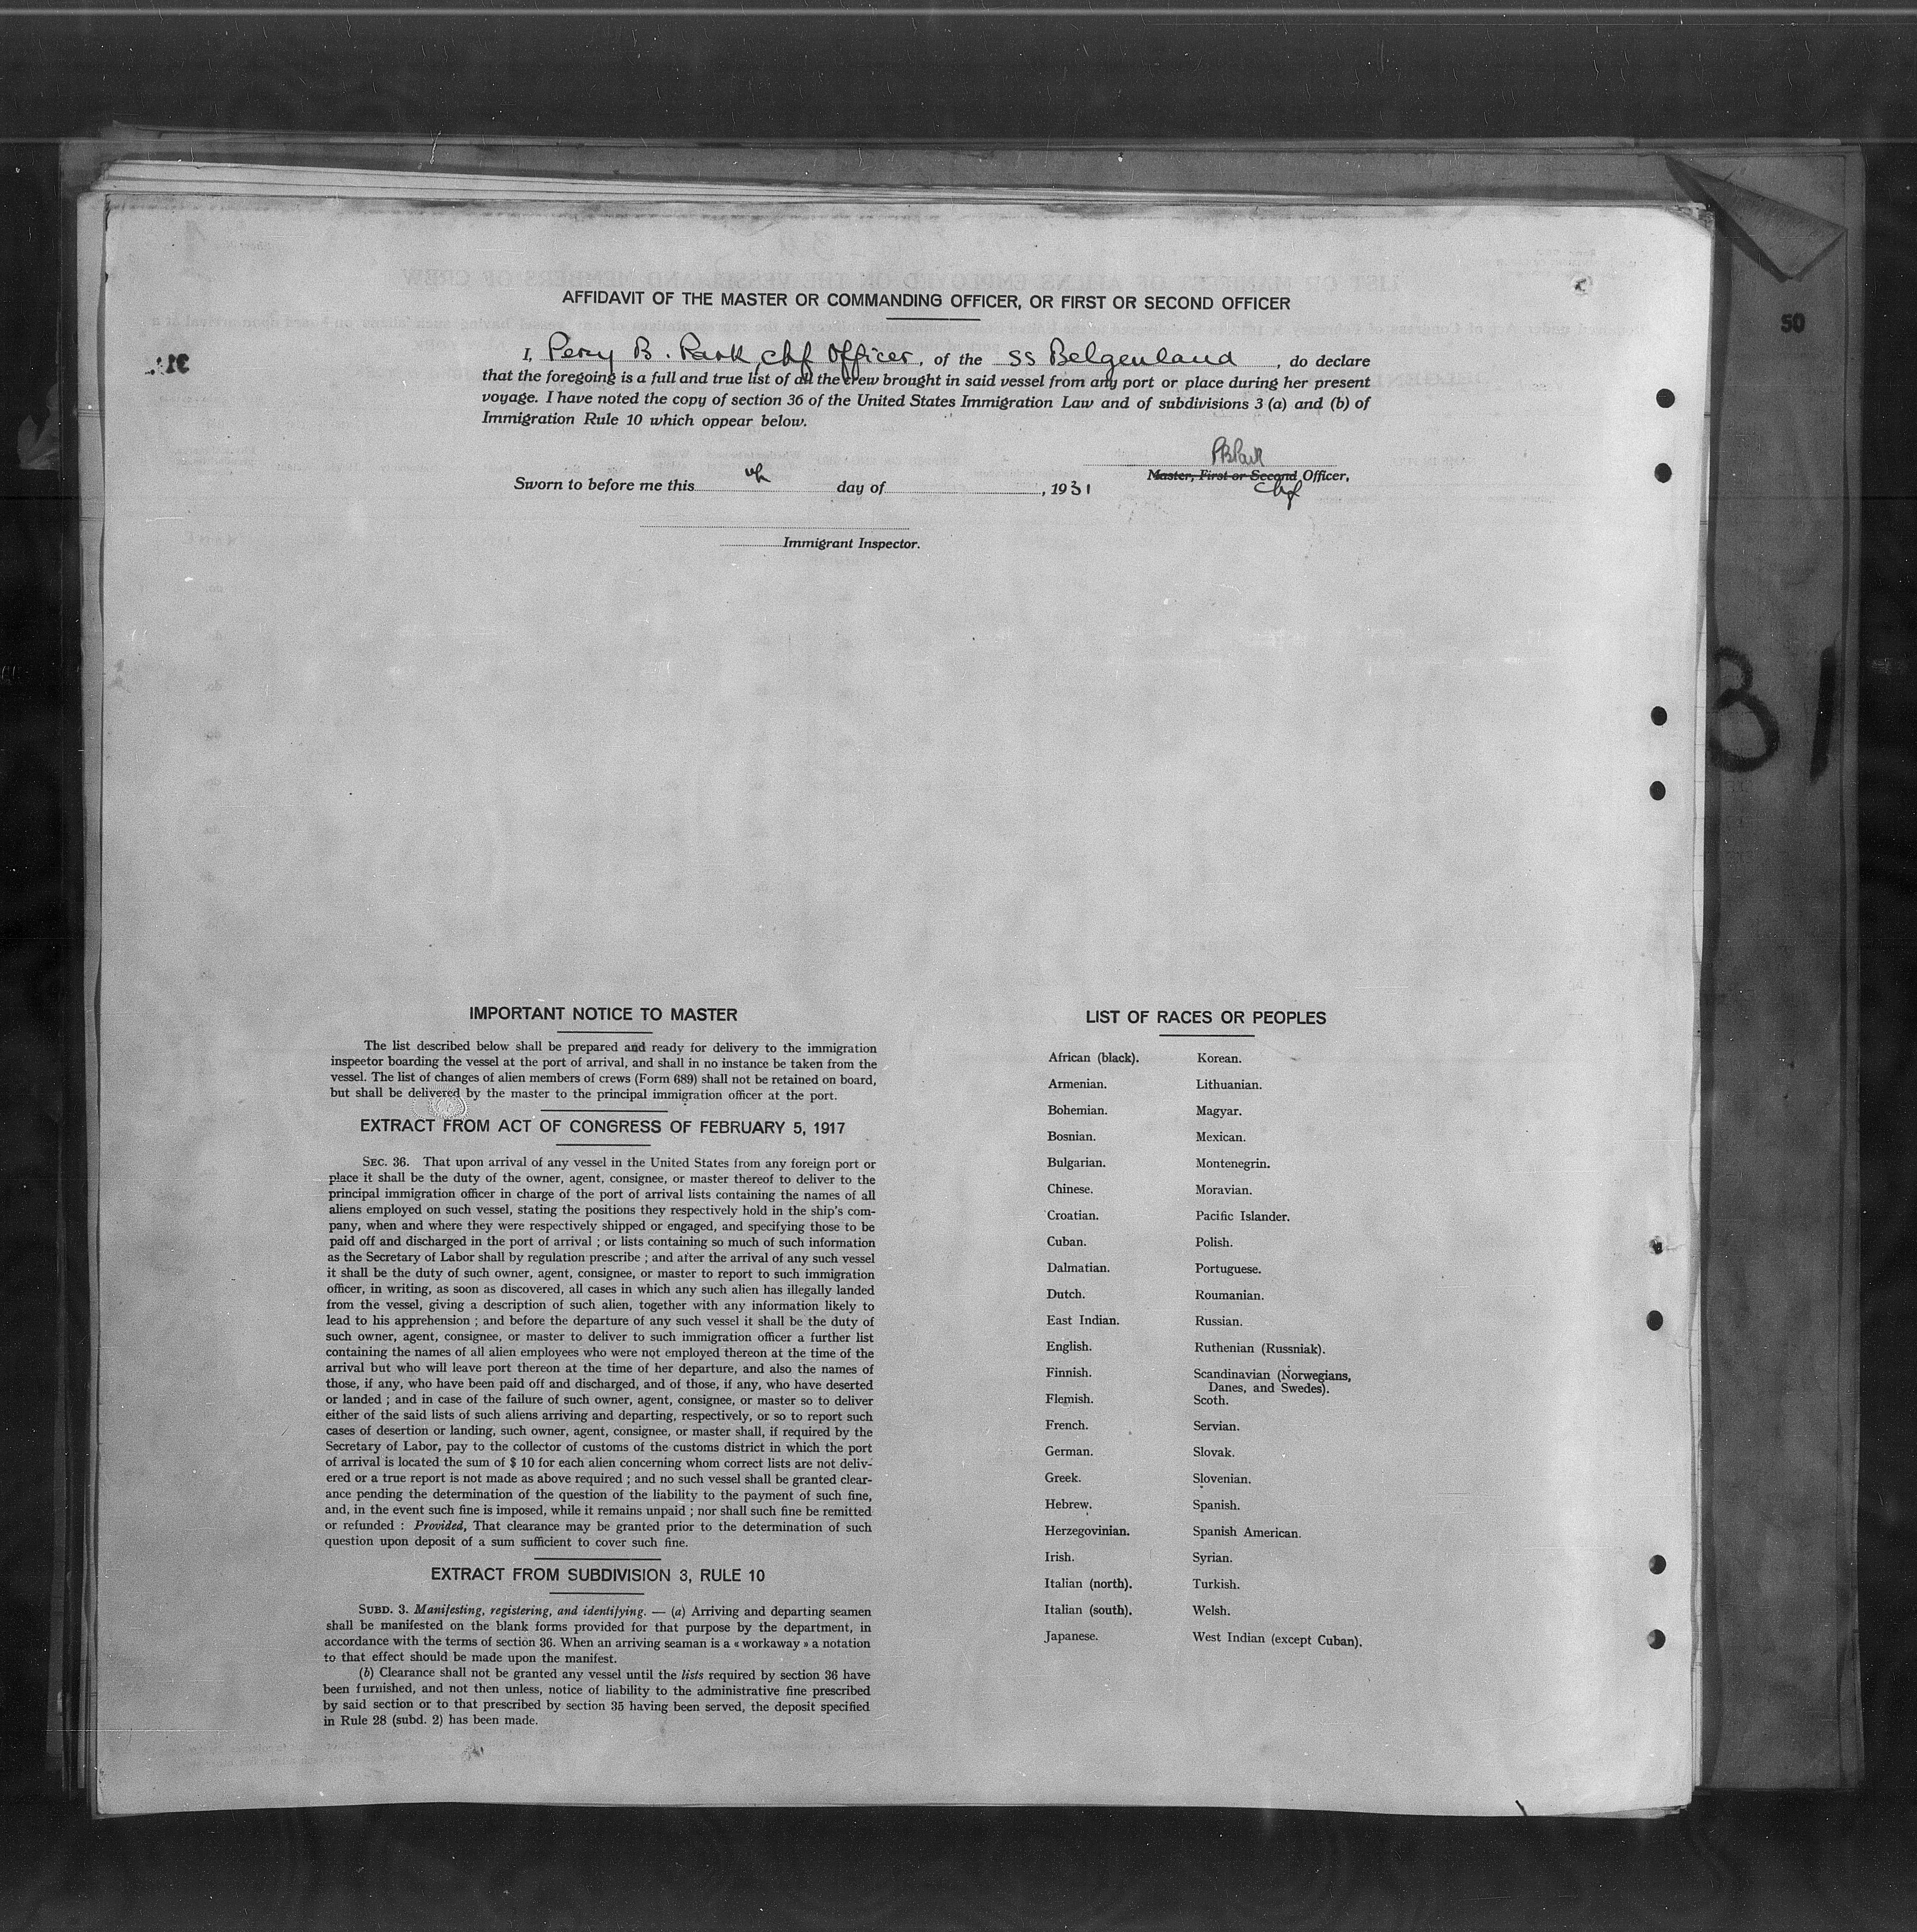 AFFIDAVIT OF THE MASTER OR COMMANDING OFFICER, OR FIRST OR SECOND OFFICER
I, Percy B. Park chf officer, of the SS Belgenland, do declare
that the foregoing is a full and true list of all the crew brought in said vessel from any port or place during her present
voyage. I have noted the copy of section 36 of the United States Immigration Law and of subdivisions 3 (a) and (b) of
Immigration Rule 10 which oppear below.
PBPark
Master, First or Second Officer,
chf
Sworn to before me this day of , 1931
Immigrant Inspector.
50
31
IMPORTANT NOTICE TO MASTER
The list described below shall be prepared and ready for delivery to the immigration
inspector boarding the vessel at the port of arrival, and shall in no instance be taken from the
vessel. The list of changes of alien members of crews (Form 689) shall not be retained on board,
but shall be delivered by the master to the principal immigration officer at the port.
EXTRACT FROM ACT OF CONGRESS OF FEBRUARY 5, 1917
SEC. 36. That upon arrival of any vessel in the United States from any foreign port or
place it shall be the duty of the owner, agent, consignee, or master thereof to deliver to the
principal immigration officer in charge of the port of arrival lists containing the names of all
aliens employed on such vessel, stating the positions they respectively hold in the ship's com-
pany, when and where they were respectively shipped or engaged, and specifying those to be
paid off and discharged in the port of arrival ; or lists containing so much of such information
as the Secretary of Labor shall by regulation prescribe ; and after the arrival of any such vessel
it shall be the duty of such owner, agent, consignee, or master to report to such immigration
officer, in writing, as soon as discovered, all cases in which any such alien has illegally landed
from the vessel, giving a description of such alien, together with any information likely to
lead to his apprehension ; and before the departure of any such vessel it shall be the duty of
such owner, agent, consignee, or master to deliver to such immigration officer a further list
containing the names of all alien employees who were not employed thereon at the time of the
arrival but who will leave port thereon at the time of her departure, and also the names of
those, if any, who have been paid off and discharged, and of those, if any, who have deserted
or landed ; and in case of the failure of such owner, agent, consignee, or master so to deliver
either of the said lists of such aliens arriving and departing, respectively, or so to report such
cases of desertion or landing, such owner, agent, consignee, or master shall, if required by the
Secretary of Labor, pay to the collector of customs of the customs district in which the port
of arrival is located the sum of $ 10 for each alien concerning whom correct lists are not deliv-
ered or a true report is not made as above required ; and no such vessel shall be granted clear-
ance pending the determination of the question of the liability to the payment of such fine,
and, in the event such fine is imposed, while it remains unpaid ; nor shall such fine be remitted
or refunded : Provided, That clearance may be granted prior to the determination of such
question upon deposit of a sum sufficient to cover such fine.
EXTRACT FROM SUBDIVISION 3, RULE 10
SUBD. 3. Manifesting, registering, and identifying. — (a) Arriving and departing seamen
shall be manifested on the blank forms provided for that purpose by the department, in
accordance with the terms of section 36. When an arriving seaman is a « workaway » a notation
to that effect should be made upon the manifest.
(b) Clearance shall not be granted any vessel until the lists required by section 36 have
been furnished, and not then unless, notice of liability to the administrative fine prescribed
by said section or to that prescribed by section 35 having been served, the deposit specified
in Rule 28 (subd. 2) has been made.
LIST OF RACES OR PEOPLES
African (black). Korean.
Armenian. Lithuanian.
Bohemian. Magyar.
Bosnian. Mexican.
Bulgarian. Montenegrin.
Chinese. Moravian.
Croatian. Pacific Islander.
Cuban. Polish.
Dalmatian. Portuguese.
Dutch. Roumanian.
East Indian. Russian.
English. Ruthenian (Russniak).
Finnish. Scandinavian (Norwegians,
Danes, and Swedes).
Flemish. Scoth.
French. Servian.
German. Slovak.
Greek. Slovenian.
Hebrew. Spanish.
Herzegovinian. Spanish American.
Irish. Syrian.
Italian (north). Turkish.
Italian (south). Welsh.
Japanese. West Indian (except Cuban).